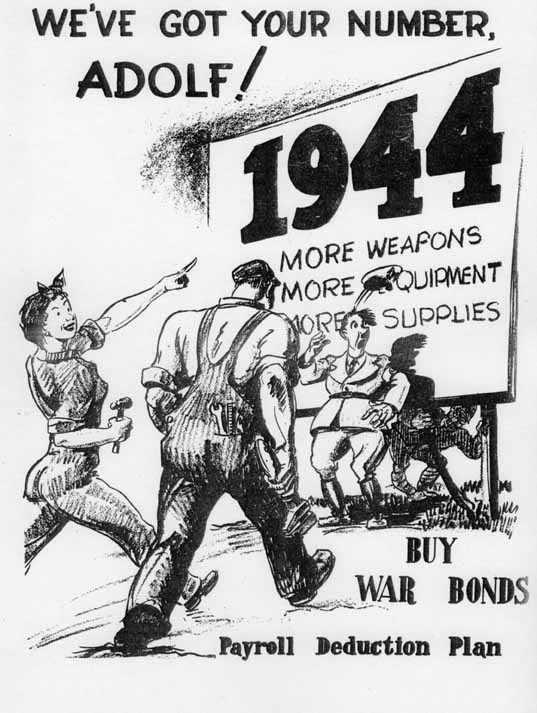 WE'VE GOT YOUR NUMBER,
ADOLF!
1944
MORE WEAPONS
MORE EQUIPMENT
MORE SUPPLIES
BUY
WAR BONDS
Payroll Deduction Plan